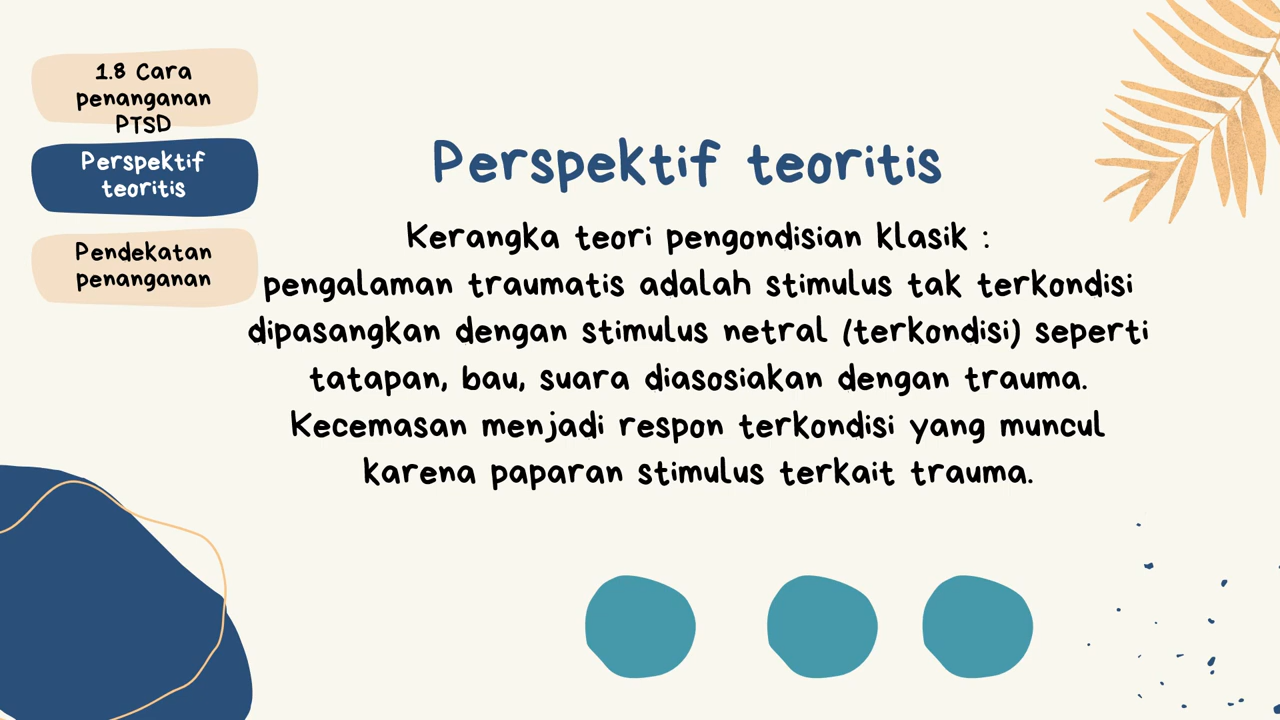 1.8 Cara
penanganan
PTSD
Perspektif
teoritis
Pendekatan
penanganan
Perspektif teoritis
Kerangka teori pengondisian klasik :
pengalaman traumatis adalah stimulus tak terkondisi
dipasangkan dengan stimulus netral (terkondisi) seperti
tatapan, bau, suara diasosiakan dengan trauma.
Kecemasan menjadi respon terkondisi yang muncul
karena paparan stimulus terkait trauma.